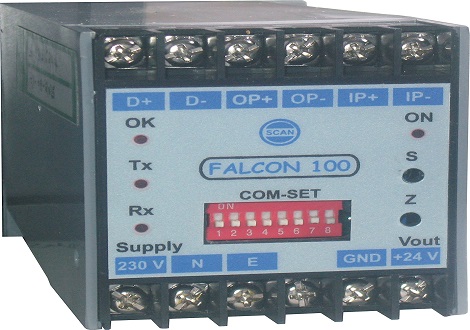 D+ D- OP+ OP- IP+ IP-
OK SCAN ON
FALCON 100
Tx S
COM-SET
Rx Z
ON
1 2 3 4 5 6 7 8
Supply Vout
230 V N E GND +24 V